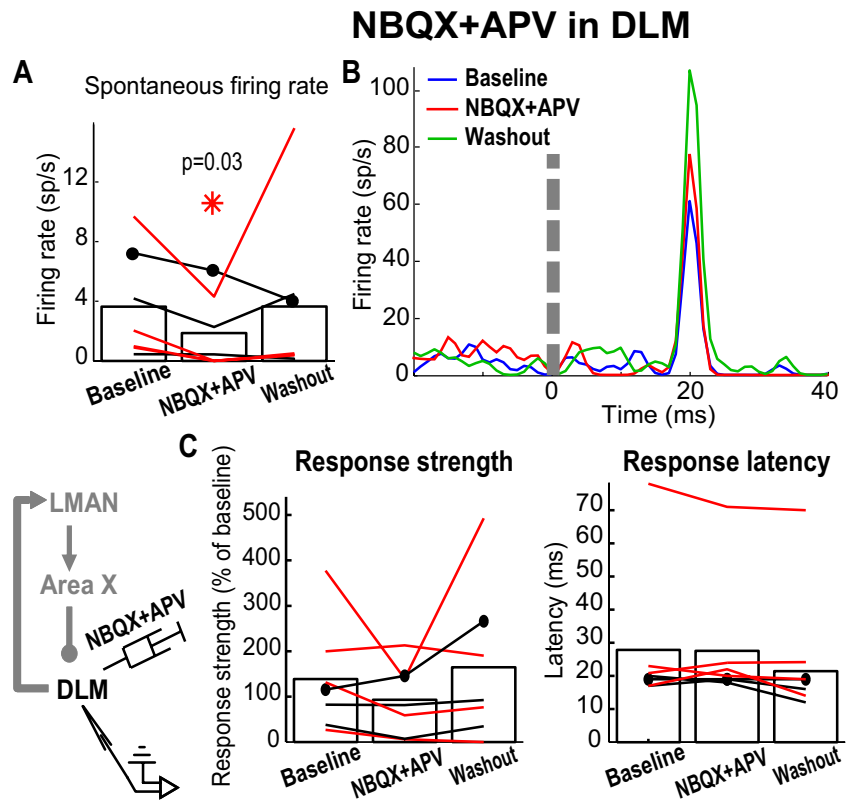 NBQX+APV in DLM
A
Spontaneous firing rate
Firing rate (sp/s)
12
8
4
0
p=0.03
Baseline
NBQX+APV
Washout
B
Firing rate (sp/s)
100
80
60
40
20
0
Baseline
NBQX+APV
Washout
0
20
40
Time (ms)
LMAN
Area X
NBQX+APV
DLM
C
Response strength
Response strength (% of baseline)
500
400
300
200
100
0
Baseline
NBQX+APV
Washout
Response latency
Latency (ms)
70
60
50
40
30
20
10
0
Baseline
NBQX+APV
Washout